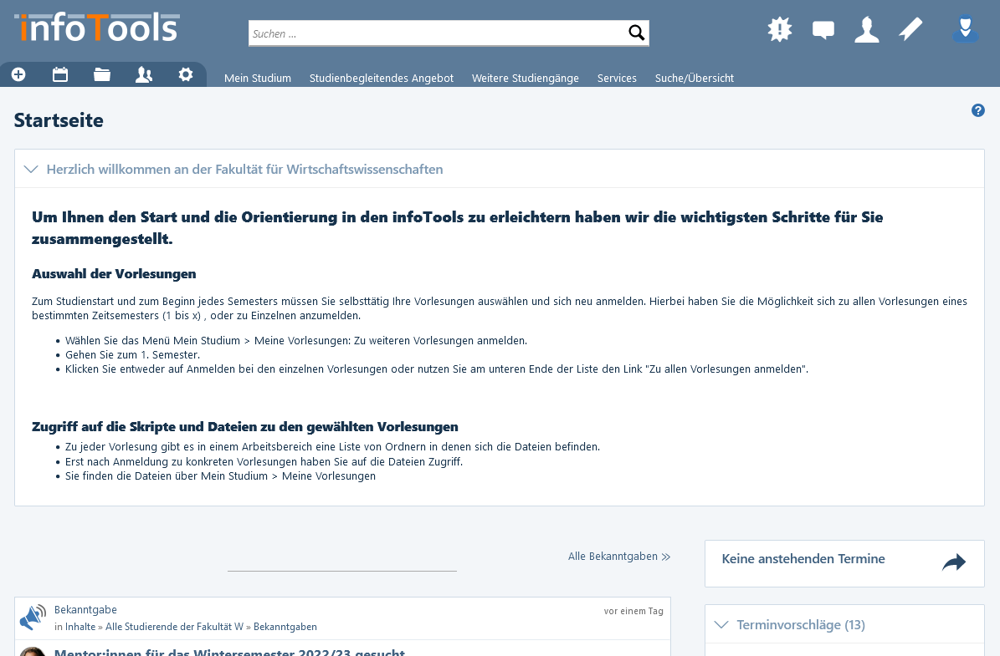 infoTools
Suchen ...
Mein Studium Studienbegleitendes Angebot Weitere Studiengänge Services Suche/Übersicht
Startseite
?
Herzlich willkommen an der Fakultät für Wirtschaftswissenschaften
Um Ihnen den Start und die Orientierung in den infoTools zu erleichtern haben wir die wichtigsten Schritte für Sie
zusammengestellt.
Auswahl der Vorlesungen
Zum Studienstart und zum Beginn jedes Semesters müssen Sie selbsttätig Ihre Vorlesungen auswählen und sich neu anmelden. Hierbei haben Sie die Möglichkeit sich zu allen Vorlesungen eines
bestimmten Zeitsemesters (1 bis x) , oder zu Einzelnen anzumelden.
• Wählen Sie das Menü Mein Studium > Meine Vorlesungen: Zu weiteren Vorlesungen anmelden.
• Gehen Sie zum 1. Semester.
• Klicken Sie entweder auf Anmelden bei den einzelnen Vorlesungen oder nutzen Sie am unteren Ende der Liste den Link "Zu allen Vorlesungen anmelden".
Zugriff auf die Skripte und Dateien zu den gewählten Vorlesungen
• Zu jeder Vorlesung gibt es in einem Arbeitsbereich eine Liste von Ordnern in denen sich die Dateien befinden.
• Erst nach Anmeldung zu konkreten Vorlesungen haben Sie auf die Dateien Zugriff.
• Sie finden die Dateien über Mein Studium > Meine Vorlesungen
Alle Bekanntgaben »
Bekanntgabe
vor einem Tag
in Inhalte » Alle Studierende der Fakultät W » Bekanntgaben
Mentor:innen für das Wintersemester 2022/23 gesucht
Keine anstehenden Termine
Terminvorschläge (13)